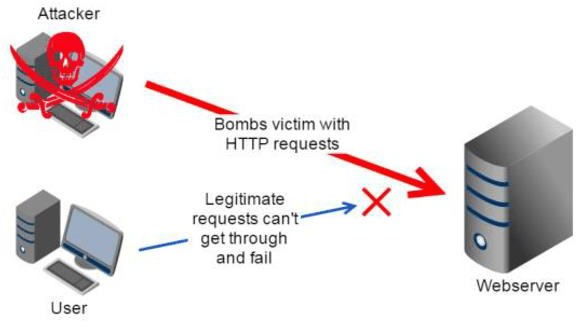 Attacker
Bombs victim with
HTTP requests
Legitimate
requests can't
get through
and fail
Webserver
User